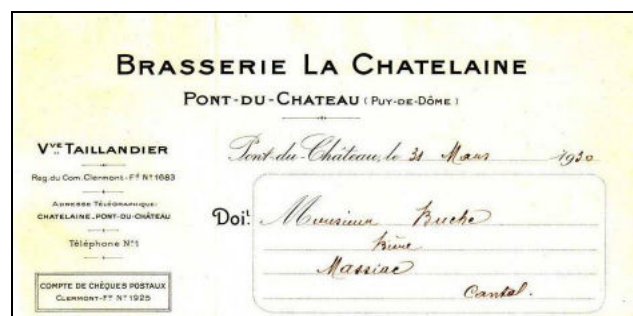 BRASSERIE LA CHATELAINE
PONT-DU-CHATEAU (PUY-DE-DÔME)
VVE TAILLANDIER
Reg. du Com. Clermont-Fd N° 1683
ADRESSE TÉLÉGRAPHIQUE:
CHATELAINE_PONT-DU-CHÂTEAU
Téléphone N°1
COMPTE DE CHÈQUES POSTAUX
CLERMONT-Fd N° 1925
Pont-du-Château, le 31 Mars 1930
Doit: Monsieur Buche
Massiac
Cantal.